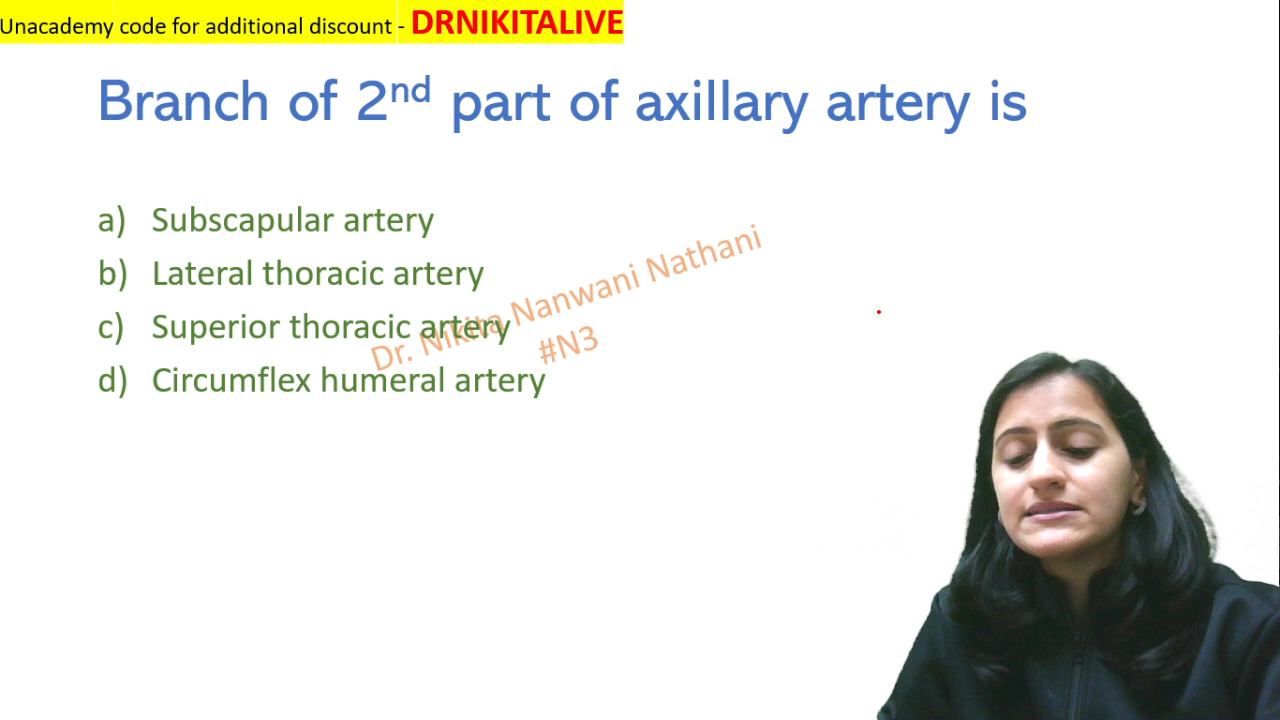 Unacademy code for additional discount - DRNIKITALIVE
Branch of 2nd part of axillary artery is
a) Subscapular artery
b) Lateral thoracic artery
c) Superior thoracic artery
d) Circumflex humeral artery
Dr. Nikita Nanwani Nathani
#N3